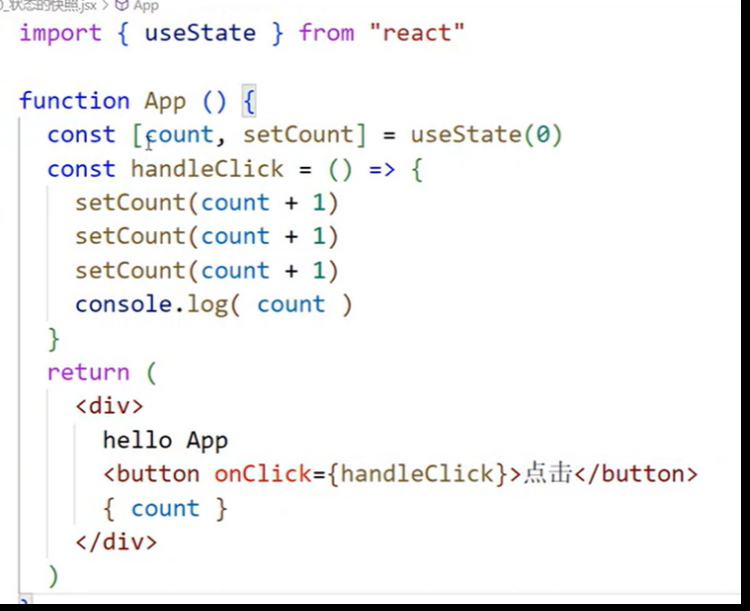 0_状态的快照.jsx > App
import { useState } from "react"
function App () {
const [count, setCount] = useState(0)
const handleClick = () => {
setCount(count + 1)
setCount(count + 1)
setCount(count + 1)
console.log( count )
}
return (
<div>
hello App
<button onClick={handleClick}>点击</button>
{ count }
</div>
)
}